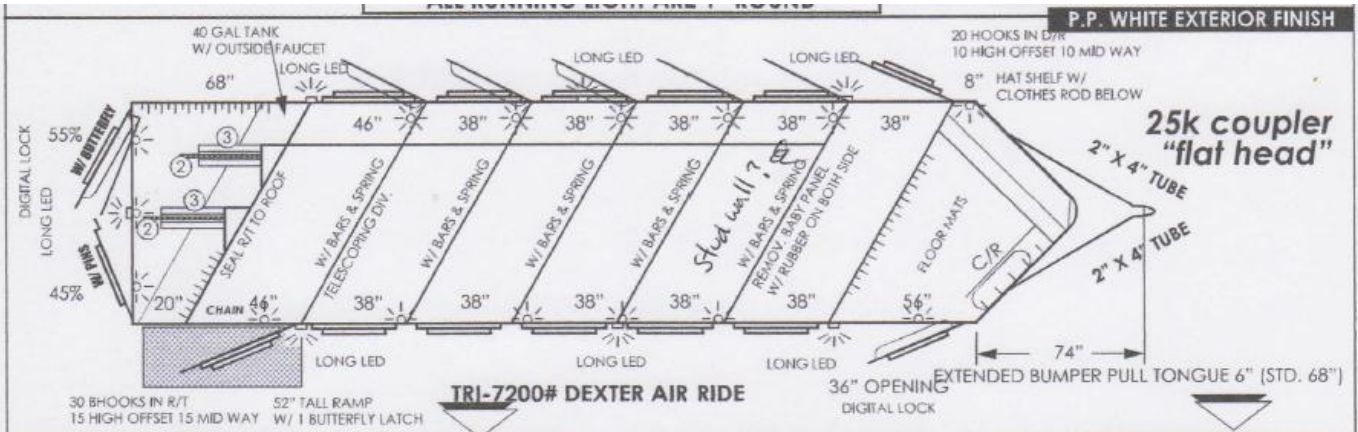 ALL RUNNING LIGHT ARE 1" ROUND
P.P. WHITE EXTERIOR FINISH
40 GAL TANK
W/ OUTSIDE FAUCET
LONG LED
LONG LED
LONG LED
20 HOOKS IN D/R
10 HIGH OFFSET 10 MID WAY
68"
8"
HAT SHELF W/
CLOTHES ROD BELOW
25k coupler
"flat head"
55%
W/ BUTTERFLY
DIGITAL LOCK
LONG LED
W/ PINS
45%
3
2
3
2
46"
38"
38"
38"
38"
38"
2" X 4" TUBE
2" X 4" TUBE
SEAL R/T TO ROOF
W/ BARS & SPRING
TELESCOPING DIV.
W/ BARS & SPRING
W/ BARS & SPRING
Stud wall?
W/ BARS & SPRING
REMOV. BABY PANEL
W/ RUBBER ON BOTH SIDE
FLOOR MATS
C/R
20"
CHAIN
46"
38"
38"
38"
38"
38"
56"
74"
LONG LED
LONG LED
LONG LED
TRI-7200# DEXTER AIR RIDE
36" OPENING
DIGITAL LOCK
EXTENDED BUMPER PULL TONGUE 6" (STD. 68")
30 BHOOKS IN R/T
15 HIGH OFFSET 15 MID WAY
52" TALL RAMP
W/ 1 BUTTERFLY LATCH